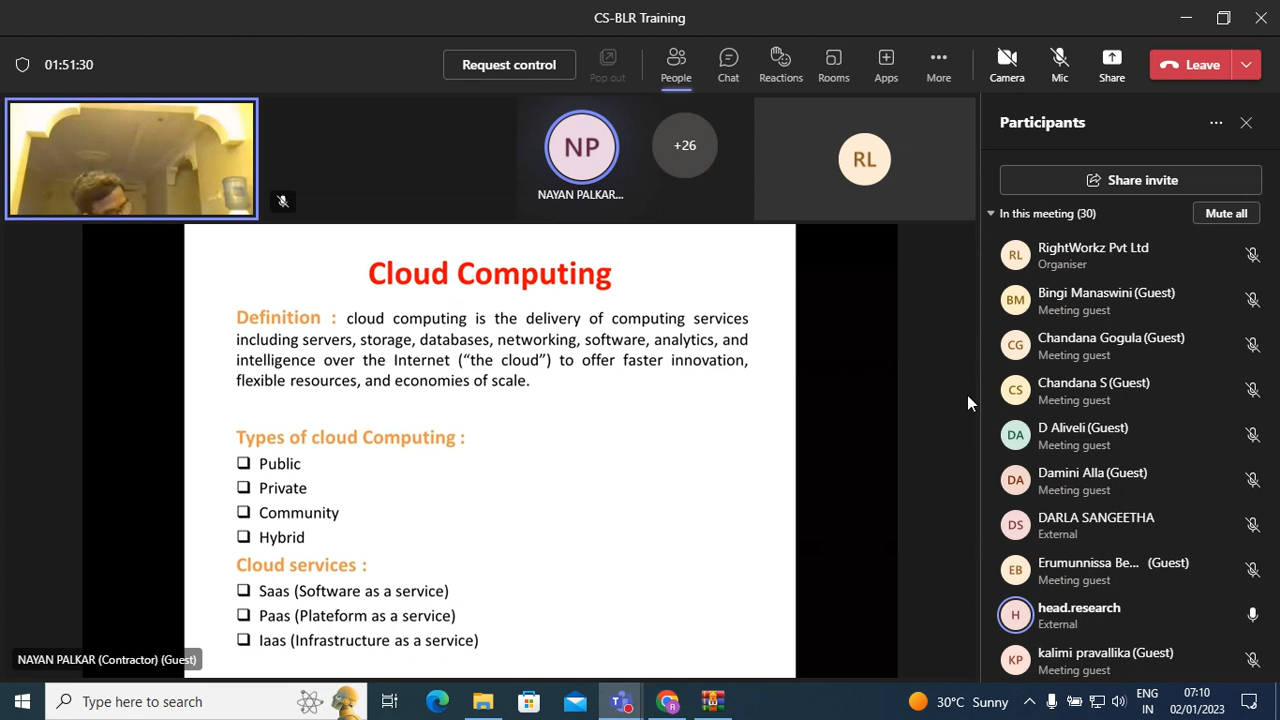 CS-BLR Training
01:51:30
Request control
Pop out
People
Chat
Reactions
Rooms
Apps
More
Camera
Mic
Share
Leave
NP
NAYAN PALKAR...
+26
RL
Cloud Computing
Definition : cloud computing is the delivery of computing services
including servers, storage, databases, networking, software, analytics, and
intelligence over the Internet (“the cloud”) to offer faster innovation,
flexible resources, and economies of scale.
Types of cloud Computing :
Public
Private
Community
Hybrid
Cloud services :
Saas (Software as a service)
Paas (Plateform as a service)
Iaas (Infrastructure as a service)
NAYAN PALKAR (Contractor) (Guest)
Participants
Share invite
In this meeting (30)
Mute all
RL
RightWorkz Pvt Ltd
Organiser
BM
Bingi Manaswini (Guest)
Meeting guest
CG
Chandana Gogula (Guest)
Meeting guest
CS
Chandana S (Guest)
Meeting guest
DA
D Aliveli (Guest)
Meeting guest
DA
Damini Alla (Guest)
Meeting guest
DS
DARLA SANGEETHA
External
EB
Erumunnissa Be... (Guest)
Meeting guest
H
head.research
External
KP
kalimi pravallika (Guest)
Meeting guest
Type here to search
30°C Sunny
ENG
IN
07:10
02/01/2023